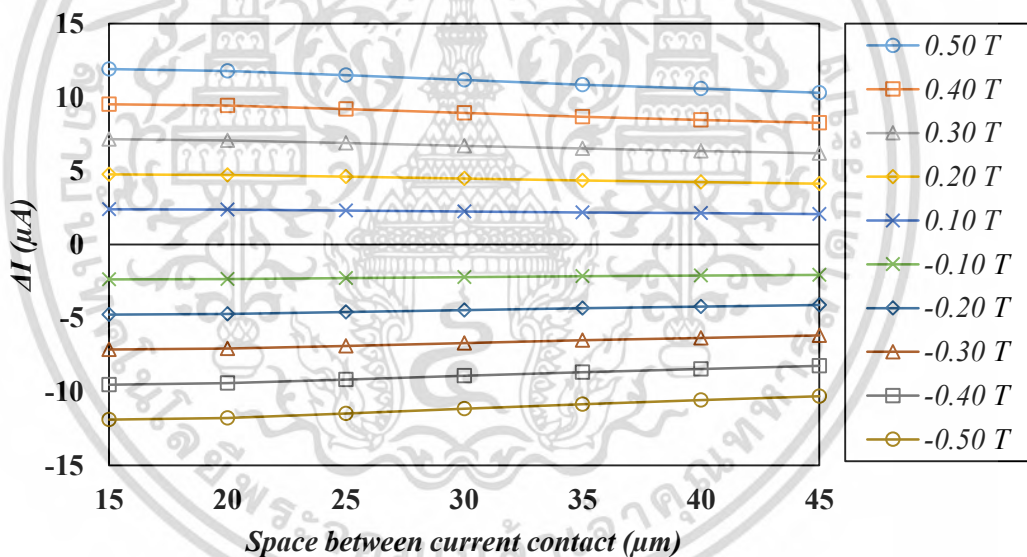 15
10
5
0
-5
-10
-15
ΔI (µA)
15 20 25 30 35 40 45
Space between current contact (µm)
0.50 T
0.40 T
0.30 T
0.20 T
0.10 T
-0.10 T
-0.20 T
-0.30 T
-0.40 T
-0.50 T